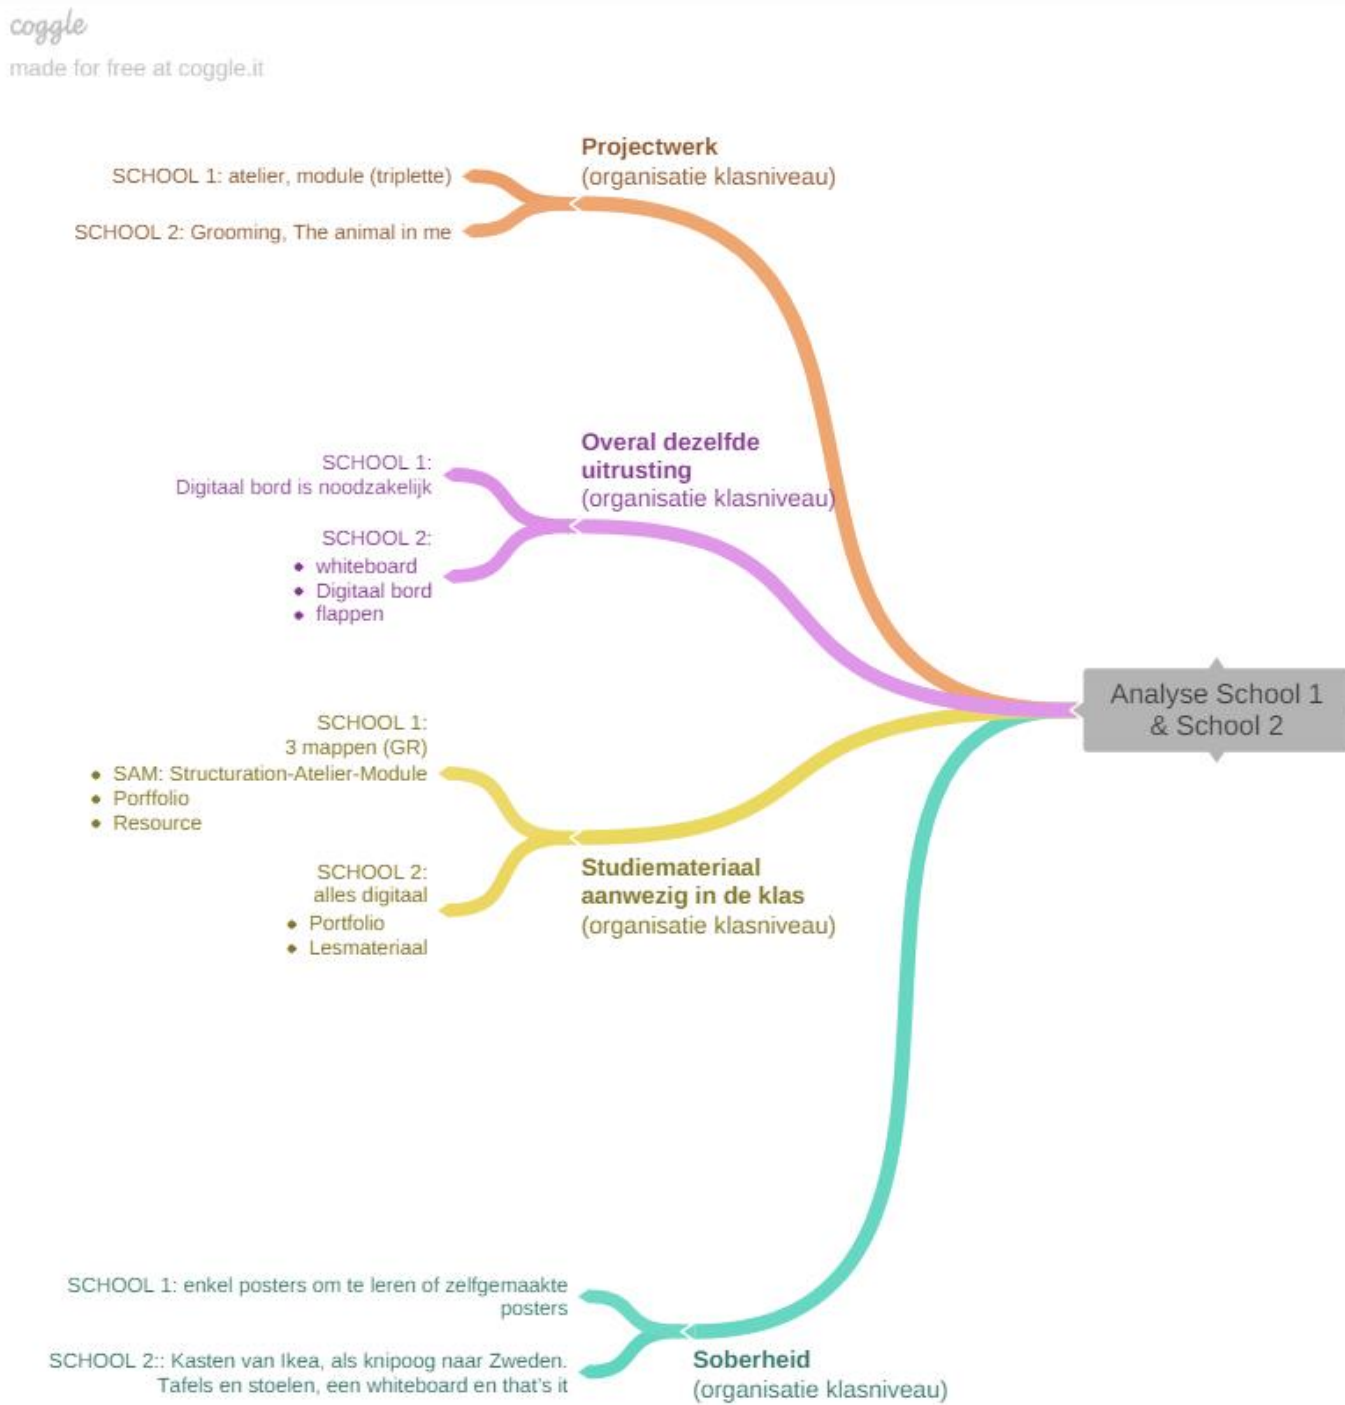 coggle
made for free at coggle.it
Projectwerk
(organisatie klasniveau)
SCHOOL 1: atelier, module (triplette)
SCHOOL 2: Grooming, The animal in me
Overal dezelfde
uitrusting
(organisatie klasniveau)
SCHOOL 1:
Digitaal bord is noodzakelijk
SCHOOL 2:
• whiteboard
• Digitaal bord
• flappen
Analyse School 1
& School 2
SCHOOL 1:
3 mappen (GR)
• SAM: Structuration-Atelier-Module
• Porffolio
• Resource
SCHOOL 2:
alles digitaal
• Portfolio
• Lesmateriaal
Studiemateriaal
aanwezig in de klas
(organisatie klasniveau)
SCHOOL 1: enkel posters om te leren of zelfgemaakte
posters
SCHOOL 2:: Kasten van Ikea, als knipoog naar Zweden.
Tafels en stoelen, een whiteboard en that's it
Soberheid
(organisatie klasniveau)